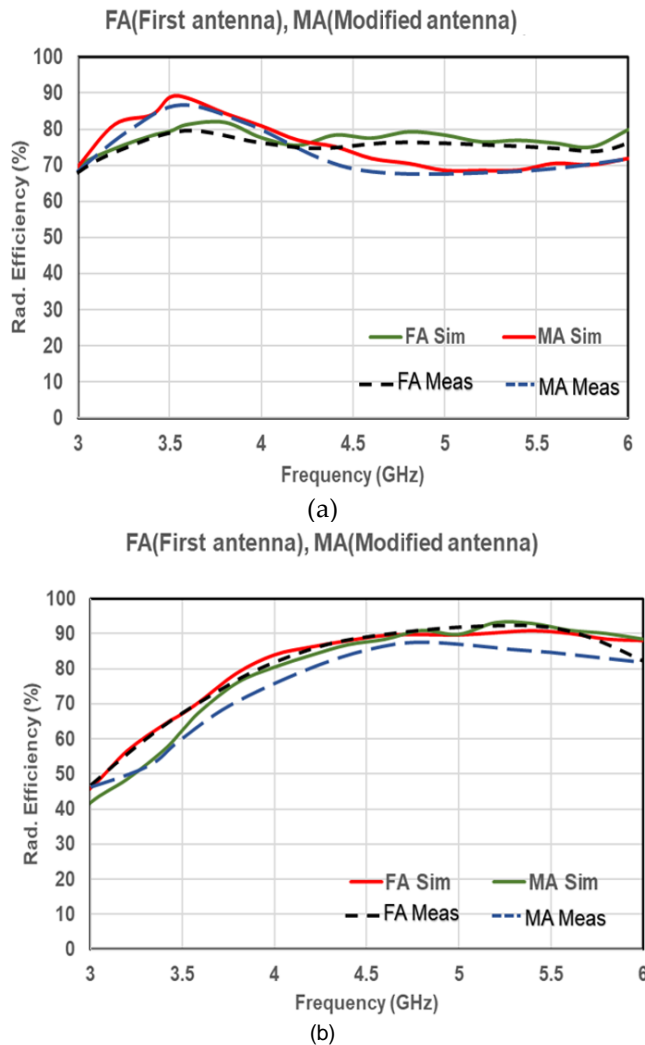 FA(First antenna), MA(Modified antenna)
100
90
80
70
60
50
40
30
20
10
0
Rad. Efficiency (%)
FA Sim MA Sim
FA Meas MA Meas
3 3.5 4 4.5 5 5.5 6
Frequency (GHz)
(a)
FA(First antenna), MA(Modified antenna)
100
90
80
70
60
50
40
30
20
10
0
Rad. Efficiency (%)
FA Sim MA Sim
FA Meas MA Meas
3 3.5 4 4.5 5 5.5 6
Frequency (GHz)
(b)